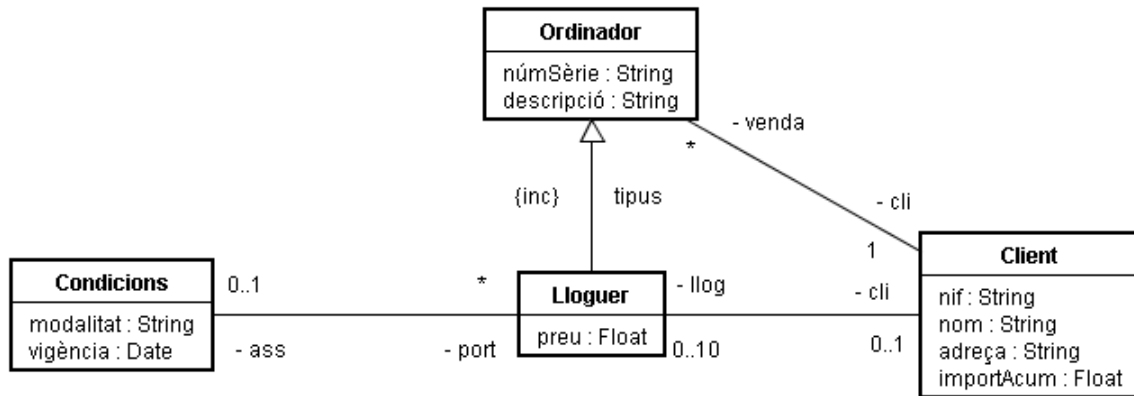 Ordinador
númSèrie : String
descripció : String
- venda
*
{inc}
tipus
- cli
1
Condicions
modalitat : String
vigència : Date
0..1
- ass
*
- port
Lloguer
preu : Float
- llog
0..10
- cli
0..1
Client
nif : String
nom : String
adreça : String
importAcum : Float